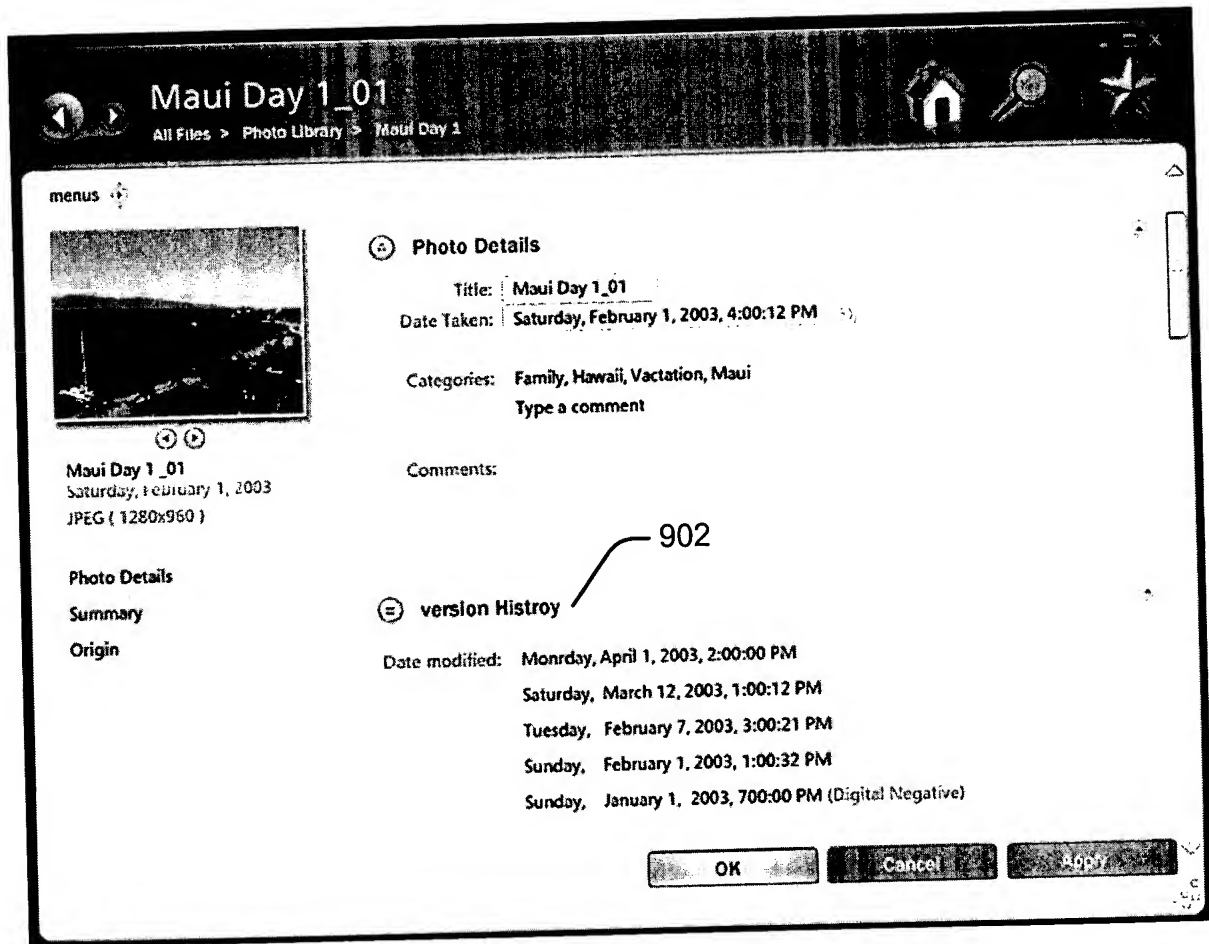 Maui Day 1_01
All Files > Photo Library > Maui Day 1
menus
Photo Details
Title: Maui Day 1_01
Date Taken: Saturday, February 1, 2003, 4:00:12 PM
Categories: Family, Hawaii, Vactation, Maui
Type a comment
Comments:
Maui Day 1 _01
Saturday, February 1, 2003
JPEG ( 1280x960 )
Photo Details
Summary
Origin
902
version Histroy
Date modified: Monrday, April 1, 2003, 2:00:00 PM
Saturday, March 12, 2003, 1:00:12 PM
Tuesday, February 7, 2003, 3:00:21 PM
Sunday, February 1, 2003, 1:00:32 PM
Sunday, January 1, 2003, 700:00 PM (Digital Negative)
OK
Cancel
Apply